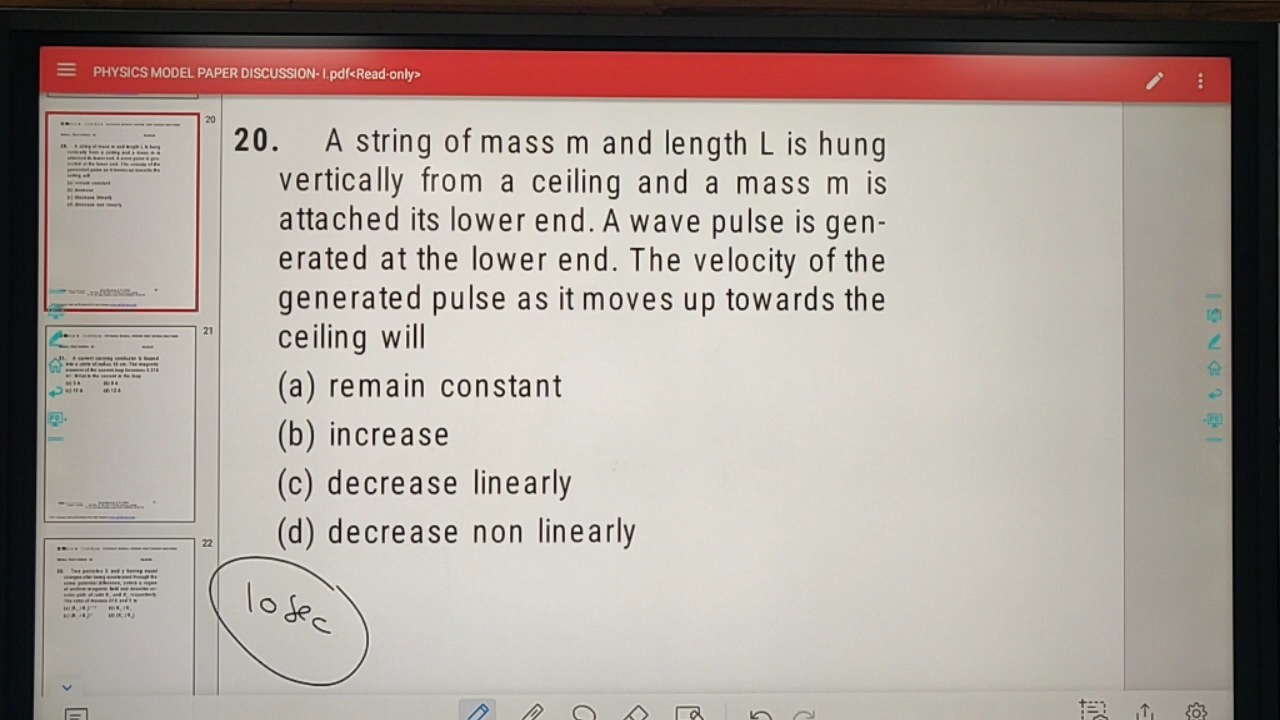 PHYSICS MODEL PAPER DISCUSSION- I.pdf<Read-only>
20
21
22
20. A string of mass m and length L is hung
vertically from a ceiling and a mass m is
attached its lower end. A wave pulse is gen-
erated at the lower end. The velocity of the
generated pulse as it moves up towards the
ceiling will
(a) remain constant
(b) increase
(c) decrease linearly
(d) decrease non linearly
10 sec